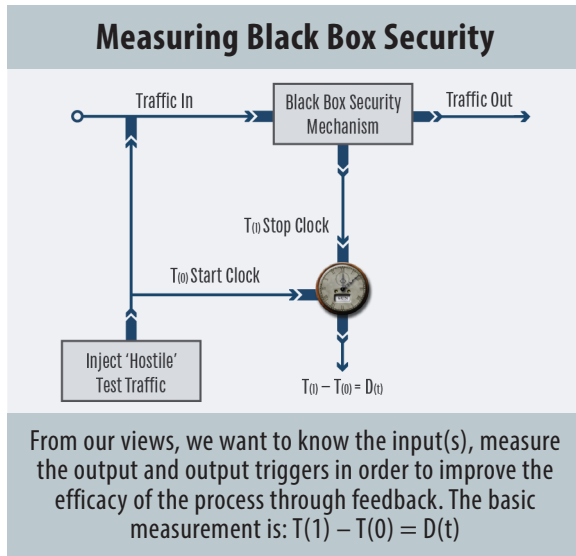 Measuring Black Box Security
Traffic In
Black Box Security
Mechanism
Traffic Out
T(1) Stop Clock
T(0) Start Clock
Inject ‘Hostile’
Test Traffic
T(1) – T(0) = D(t)
From our views, we want to know the input(s), measure
the output and output triggers in order to improve the
efficacy of the process through feedback. The basic
measurement is: T(1) – T(0) = D(t)